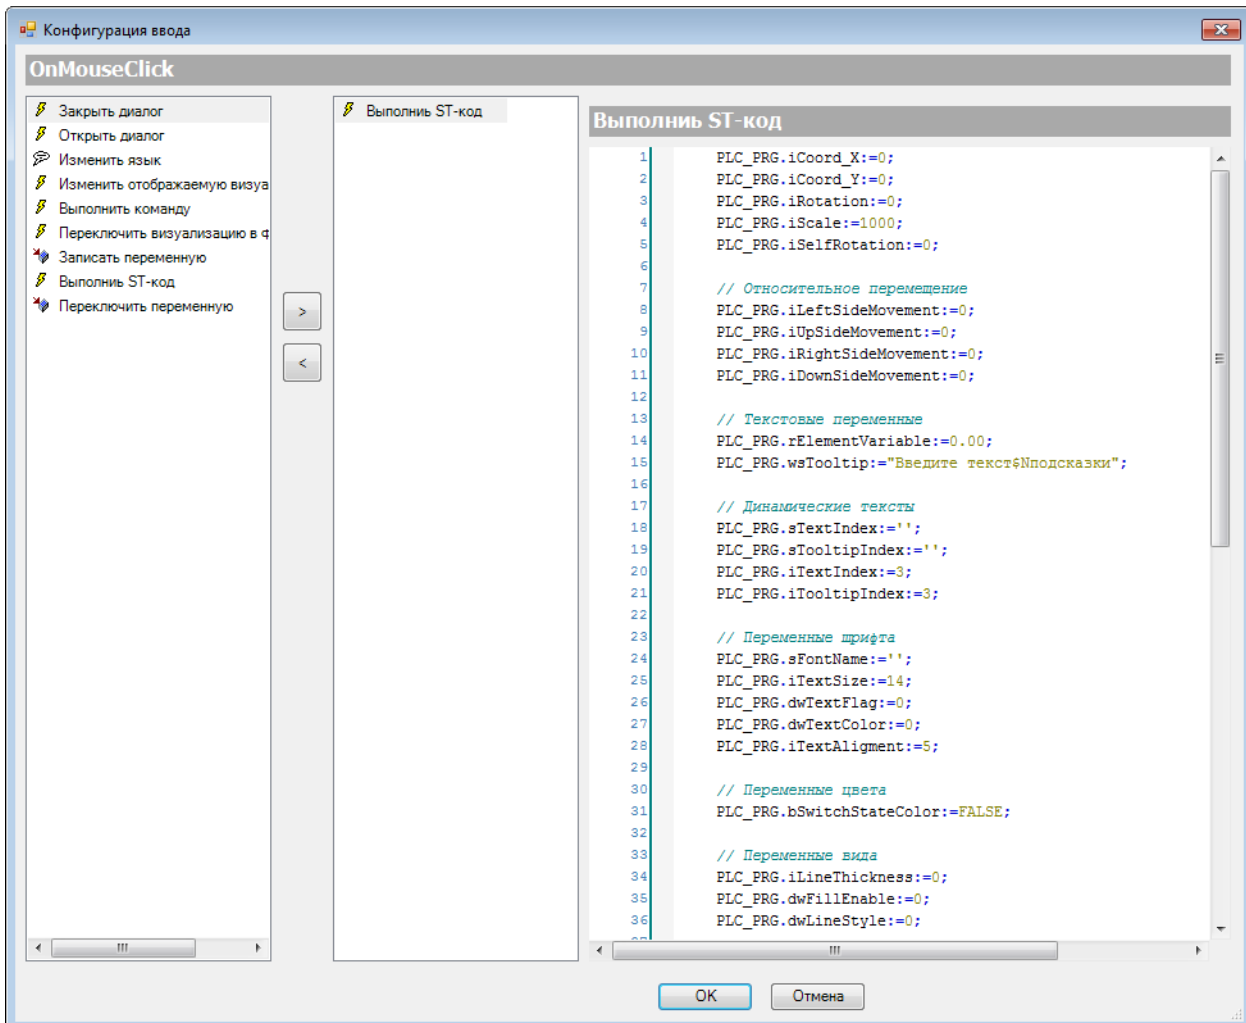 Конфигурация ввода
OnMouseClick
Закрыть диалог
Открыть диалог
Изменить язык
Изменить отображаемую визуа
Выполнить команду
Переключить визуализацию в ф
Записать переменную
Выполниь ST-код
Переключить переменную
>
<
Выполниь ST-код
Выполниь ST-код
1 PLC_PRG.iCoord_X:=0;
2 PLC_PRG.iCoord_Y:=0;
3 PLC_PRG.iRotation:=0;
4 PLC_PRG.iScale:=1000;
5 PLC_PRG.iSelfRotation:=0;
6
7 // Относительное перемещение
8 PLC_PRG.iLeftSideMovement:=0;
9 PLC_PRG.iUpSideMovement:=0;
10 PLC_PRG.iRightSideMovement:=0;
11 PLC_PRG.iDownSideMovement:=0;
12
13 // Текстовые переменные
14 PLC_PRG.rElementVariable:=0.00;
15 PLC_PRG.wsTooltip:="Введите текст$Nподсказки";
16
17 // Динамические тексты
18 PLC_PRG.sTextIndex:='';
19 PLC_PRG.sTooltipIndex:='';
20 PLC_PRG.iTextIndex:=3;
21 PLC_PRG.iTooltipIndex:=3;
22
23 // Переменные шрифта
24 PLC_PRG.sFontName:='';
25 PLC_PRG.iTextSize:=14;
26 PLC_PRG.dwTextFlag:=0;
27 PLC_PRG.dwTextColor:=0;
28 PLC_PRG.iTextAligment:=5;
29
30 // Переменные цвета
31 PLC_PRG.bSwitchStateColor:=FALSE;
32
33 // Переменные вида
34 PLC_PRG.iLineThickness:=0;
35 PLC_PRG.dwFillEnable:=0;
36 PLC_PRG.dwLineStyle:=0;
OK
Отмена